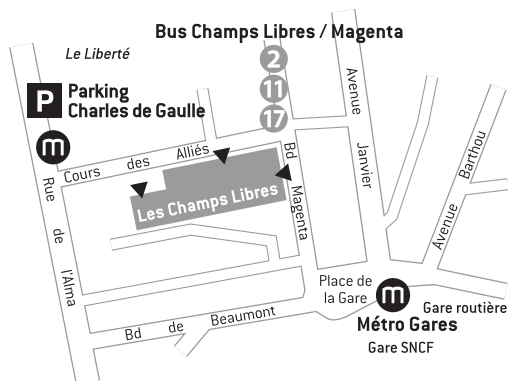 Bus Champs Libres / Magenta
Le Liberté
2
11
17
P
Parking
Charles de Gaulle
m
Avenue
Janvier
Cours des Alliés
Bd Magenta
Les Champs Libres
Rue de l'Alma
Avenue Barthou
Place de
la Gare
m
Gare routière
Métro Gares
Gare SNCF
Bd de Beaumont